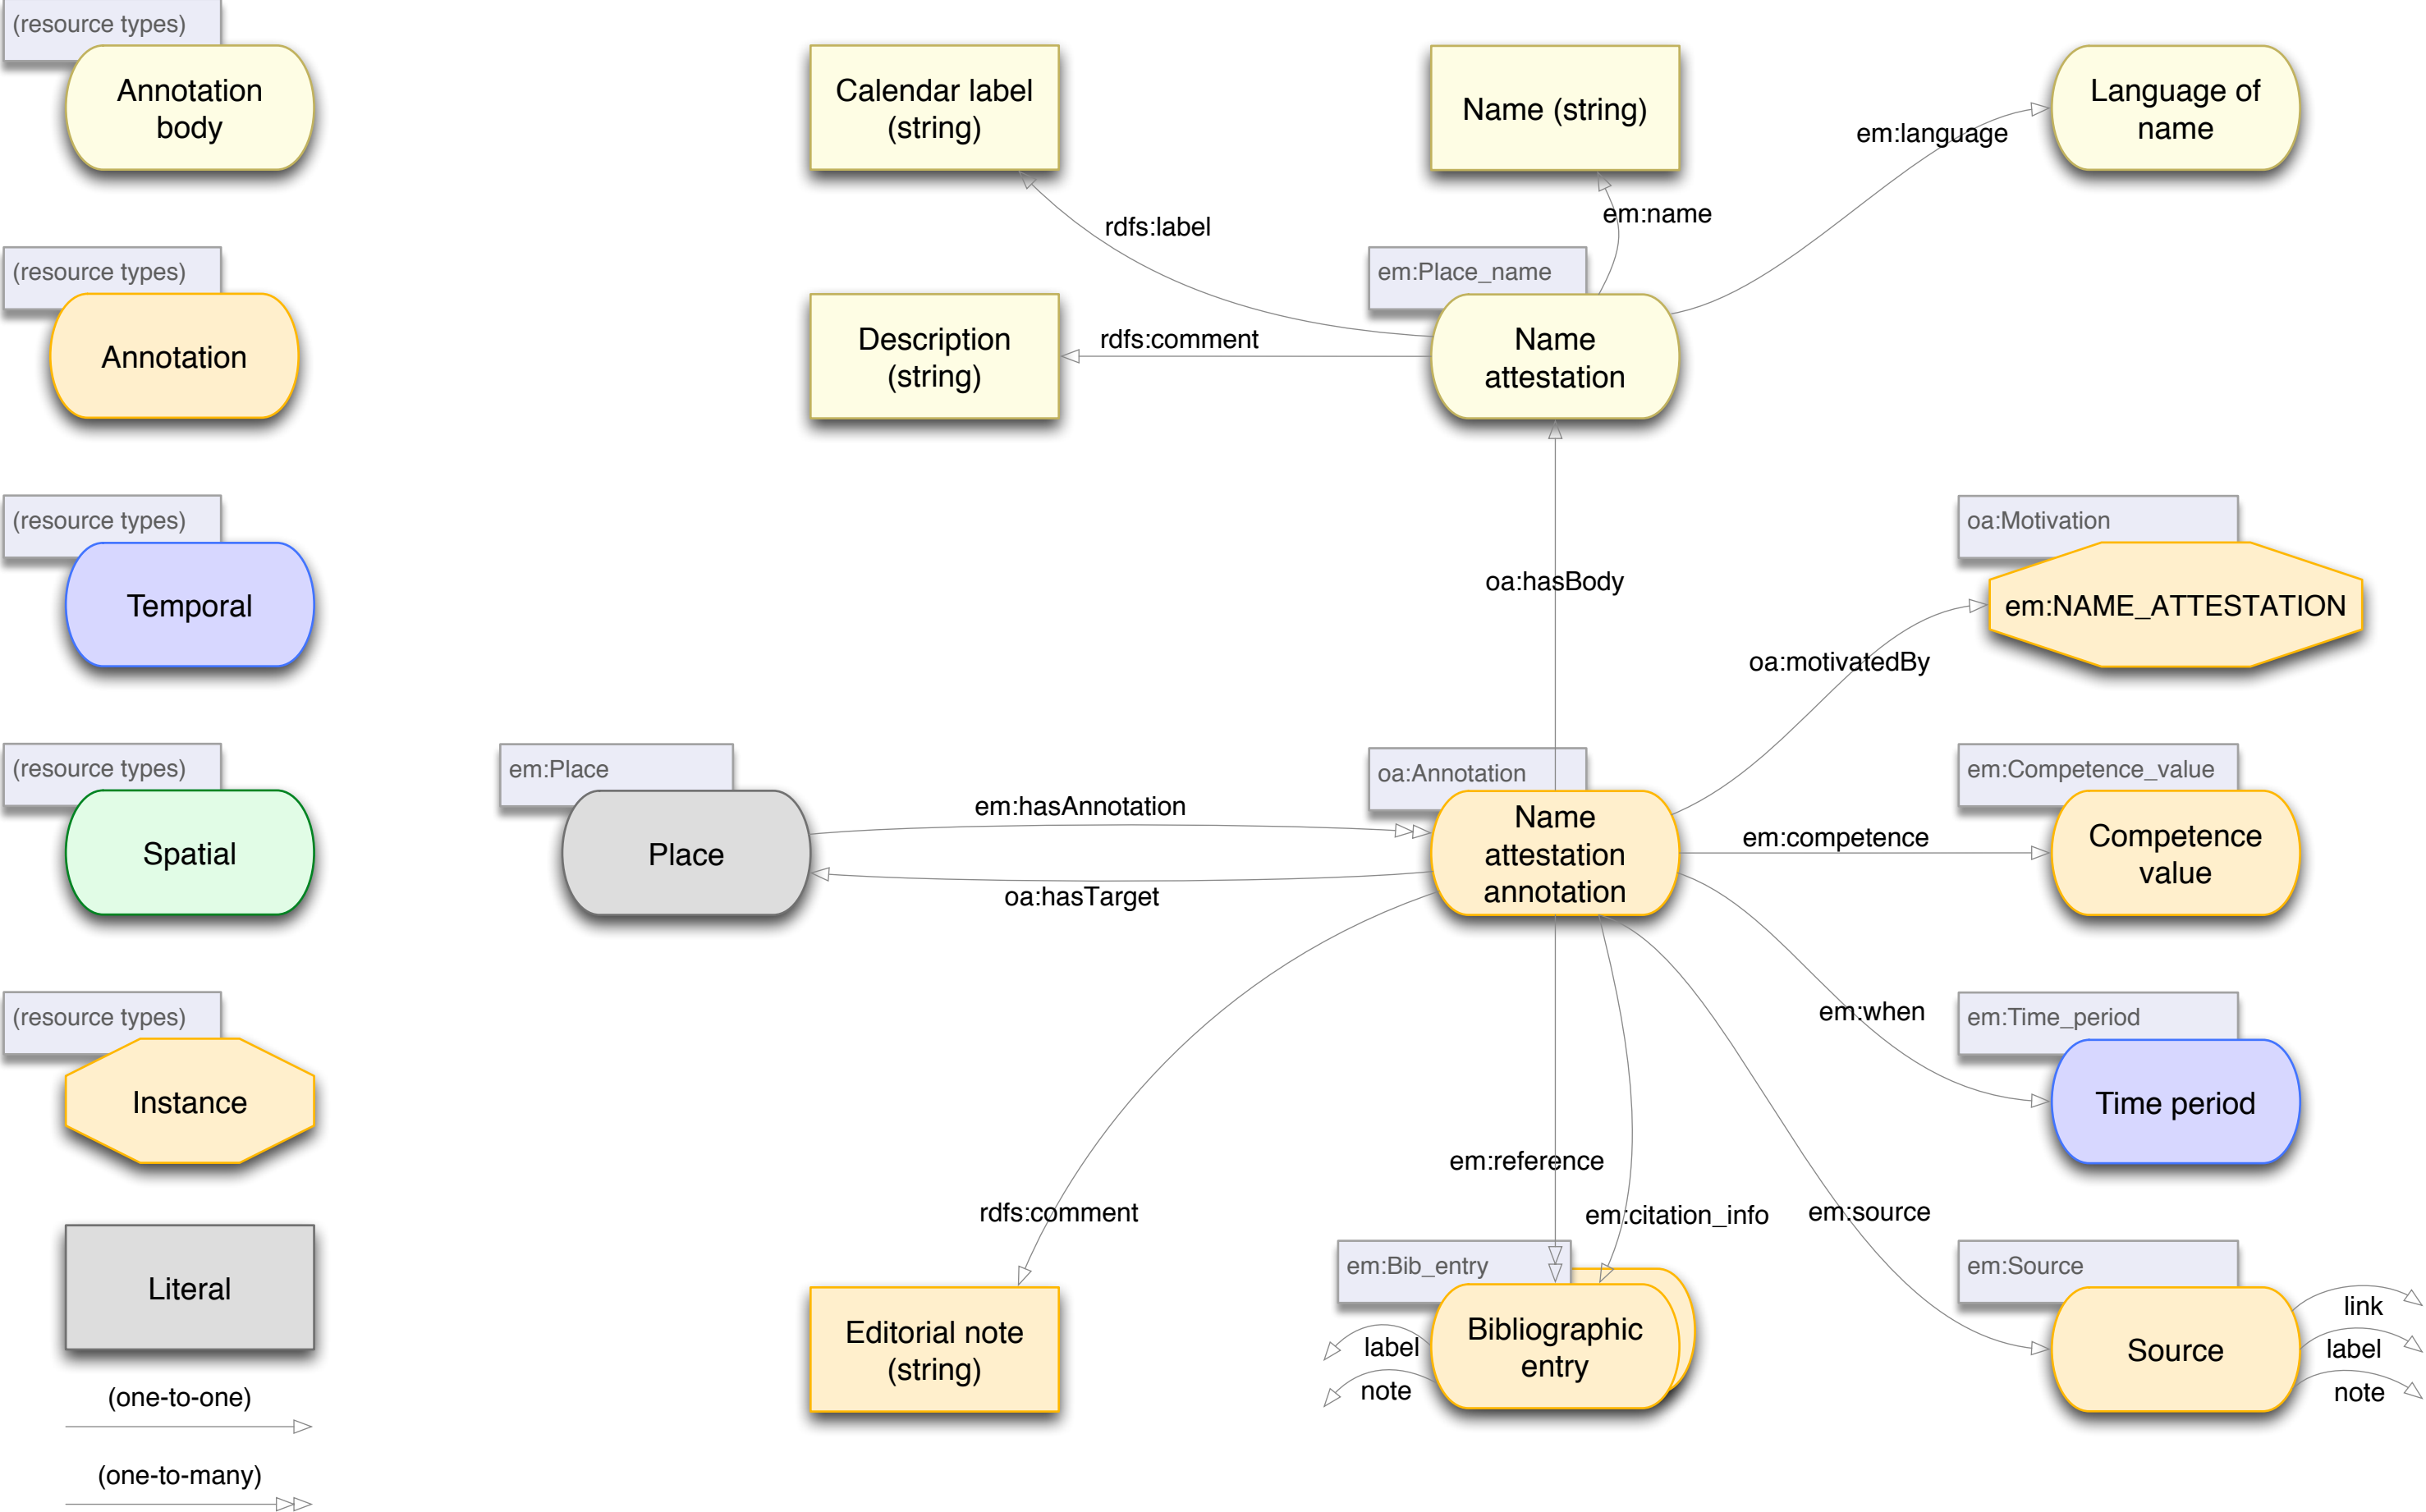 (resource types)
Annotation
body
(resource types)
Annotation
(resource types)
Temporal
(resource types)
Spatial
(resource types)
Instance
Literal
(one-to-one)
(one-to-many)
Calendar label
(string)
Name (string)
Language of
name
em:language
em:name
rdfs:label
em:Place_name
Description
(string)
rdfs:comment
Name
attestation
oa:hasBody
oa:Motivation
em:NAME_ATTESTATION
oa:motivatedBy
em:Place
Place
em:hasAnnotation
oa:hasTarget
oa:Annotation
Name
attestation
annotation
em:competence
em:Competence_value
Competence
value
em:when
em:Time_period
Time period
em:reference
rdfs:comment
em:citation_info
em:source
Editorial note
(string)
em:Bib_entry
Bibliographic
entry
label
note
em:Source
Source
link
label
note